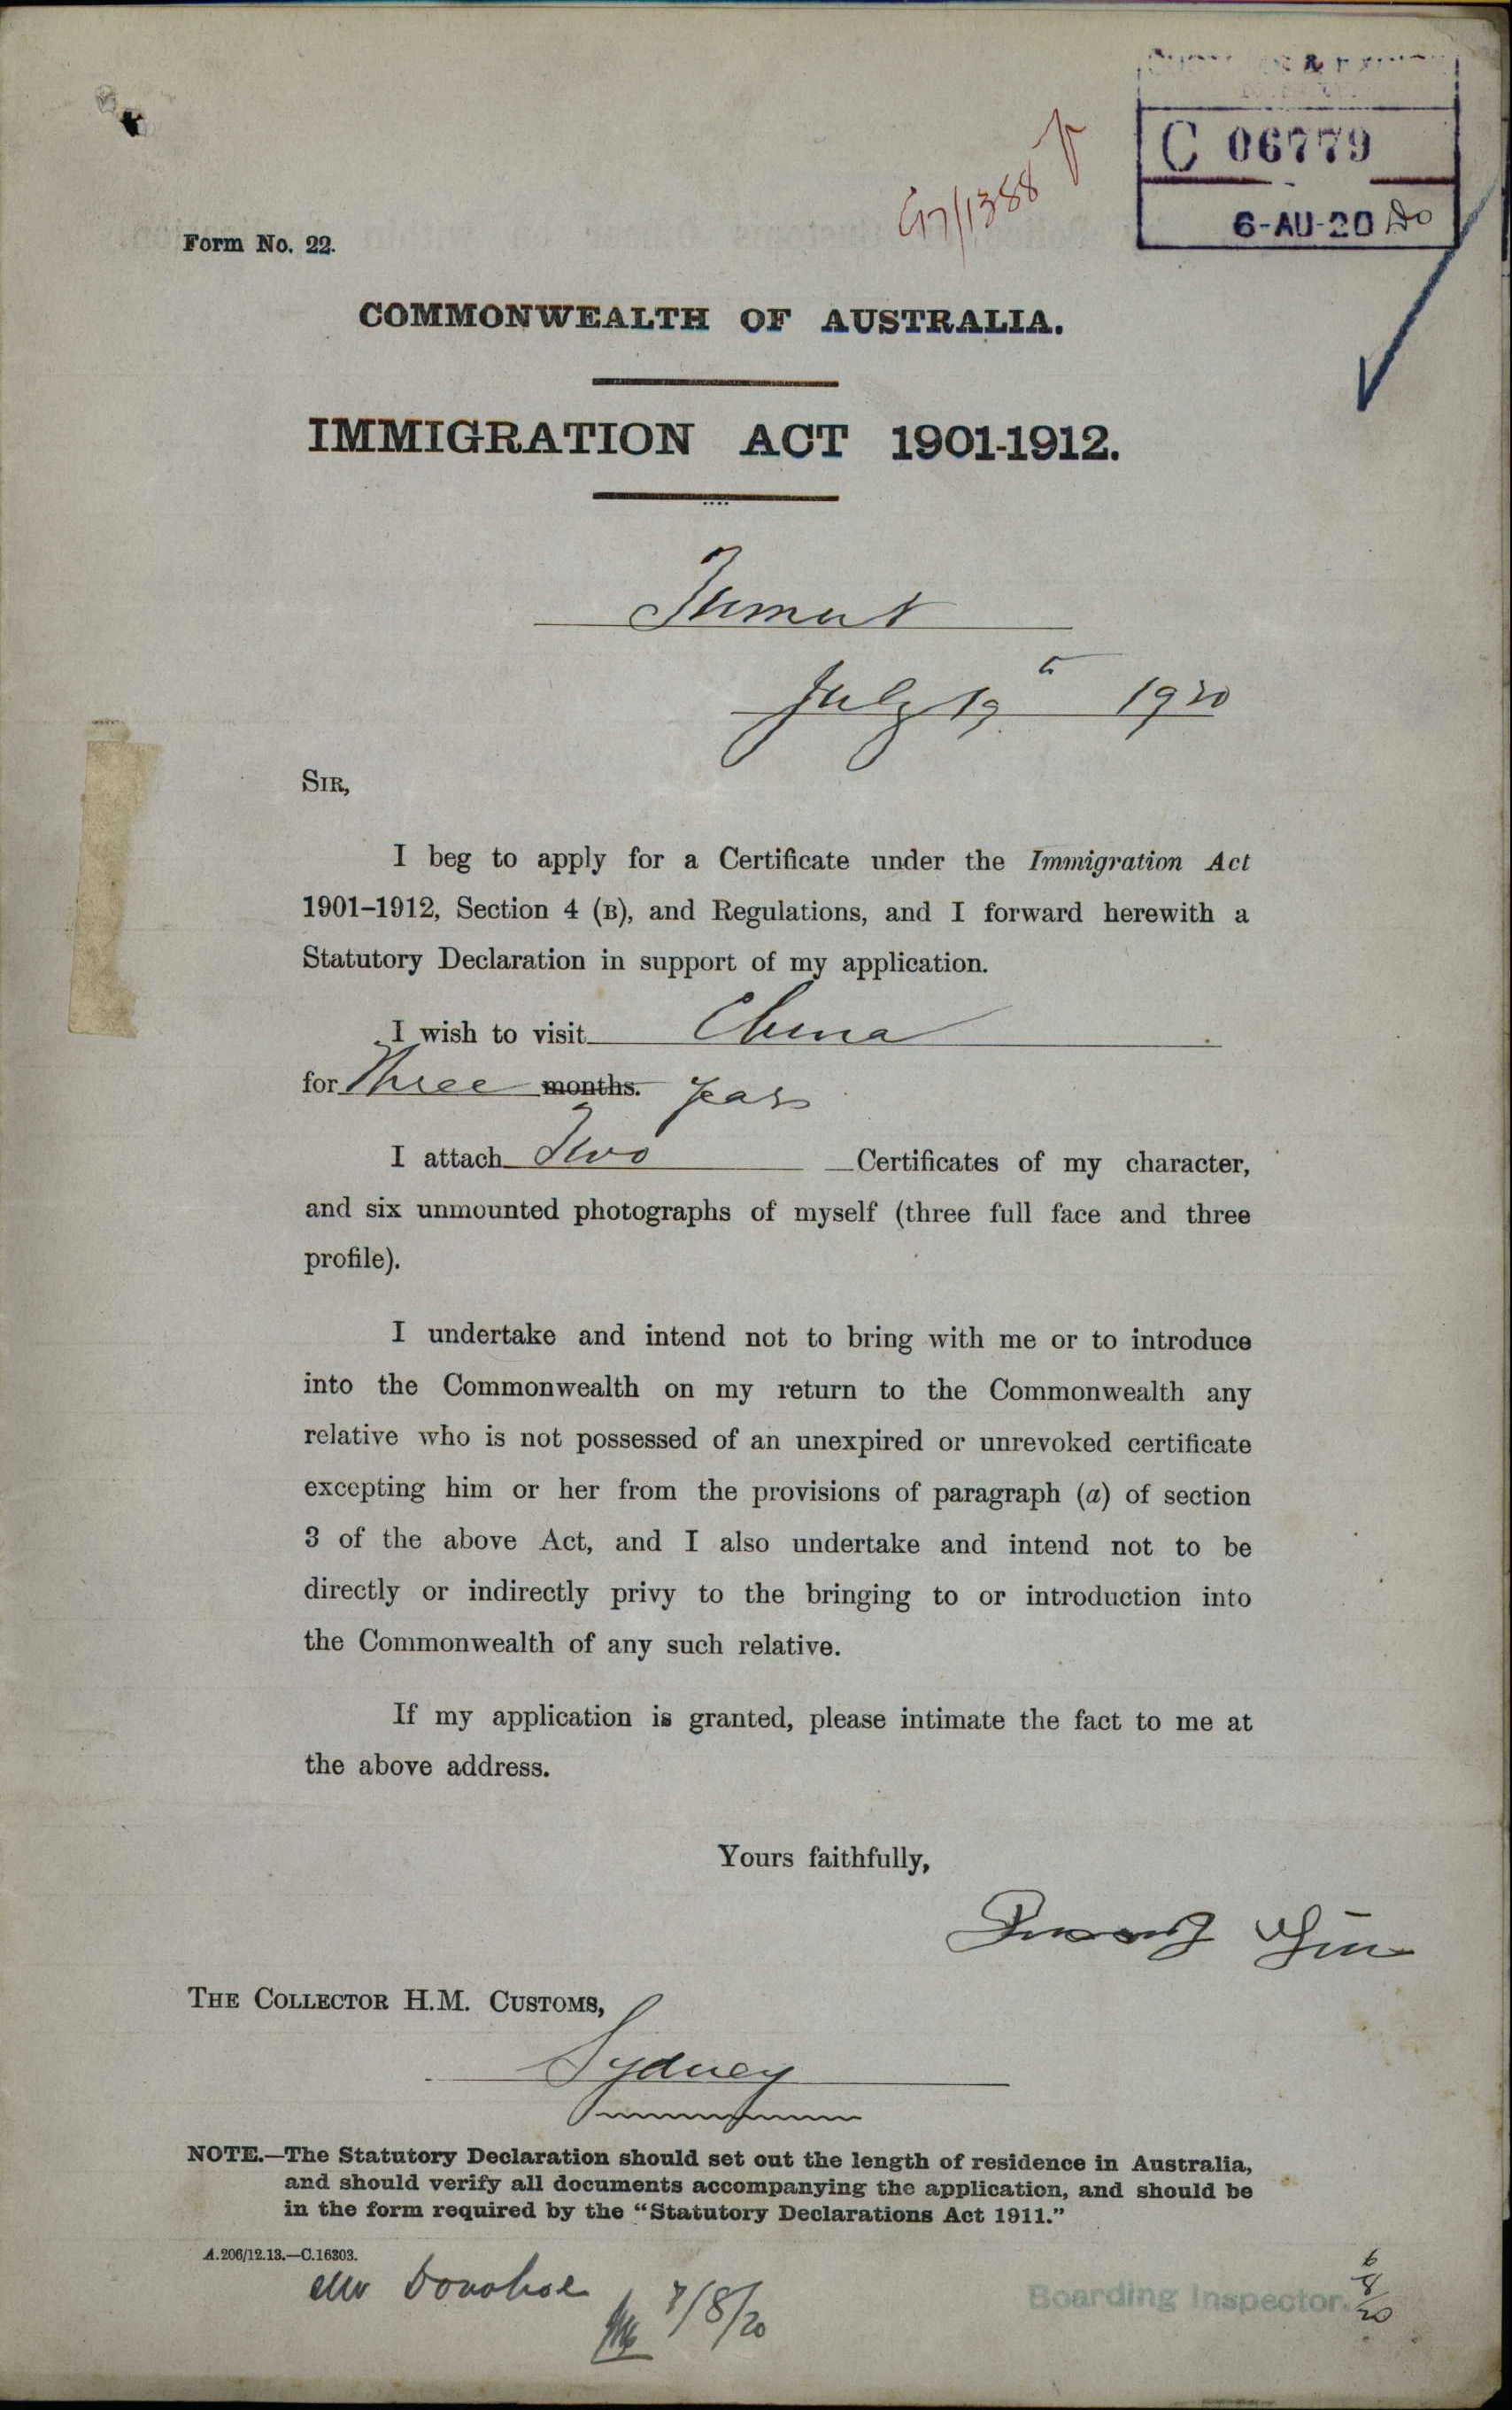 C 06779
6-AU-20
Form No. 22.
COMMONWEALTH OF AUSTRALIA.
IMMIGRATION ACT 1901-1912.
Tumut
July 19th 1920
SIR,
I beg to apply for a Certificate under the Immigration Act
1901–1912, Section 4 (B), and Regulations, and I forward herewith a
Statutory Declaration in support of my application.
I wish to visit China
for Three months. years
I attach Two Certificates of my character,
and six unmounted photographs of myself (three full face and three
profile).
I undertake and intend not to bring with me or to introduce
into the Commonwealth on my return to the Commonwealth any
relative who is not possessed of an unexpired or unrevoked certificate
excepting him or her from the provisions of paragraph (a) of section
3 of the above Act, and I also undertake and intend not to be
directly or indirectly privy to the bringing to or introduction into
the Commonwealth of any such relative.
If my application is granted, please intimate the fact to me at
the above address.
Yours faithfully,
THE COLLECTOR H.M. CUSTOMS,
Sydney
NOTE.—The Statutory Declaration should set out the length of residence in Australia,
and should verify all documents accompanying the application, and should be
in the form required by the “Statutory Declarations Act 1911.”
A.206/12.13.—C.16303.
Mr Donohoe
7/8/20
Boarding Inspector. 6/8/20